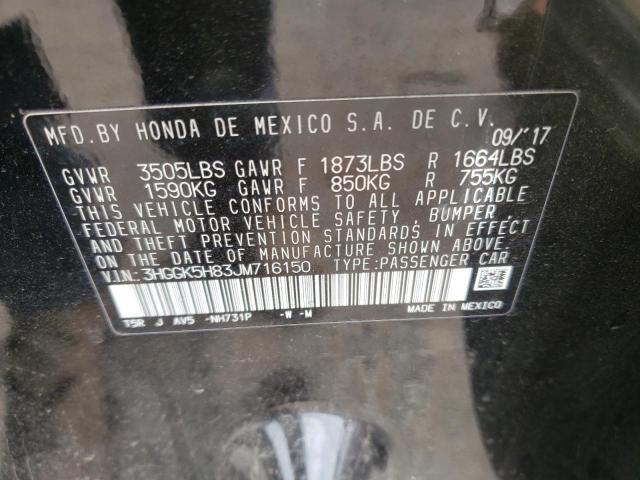 MFD.BY HONDA DE MEXICO S.A. DE C.V. 09/'17
GVWR 3505LBS GAWR F 1873LBS R 1664LBS
GVWR 1590KG GAWR F 850KG R 755KG
THIS VEHICLE CONFORMS TO ALL APPLICABLE
FEDERAL MOTOR VEHICLE SAFETY, BUMPER,
AND THEFT PREVENTION STANDARDS IN EFFECT
ON THE DATE OF MANUFACTURE SHOWN ABOVE.
VIN: 3HGGK5H83JM716150 TYPE:PASSENGER CAR
T5R J AV5 -NH731P -W -M MADE IN MEXICO